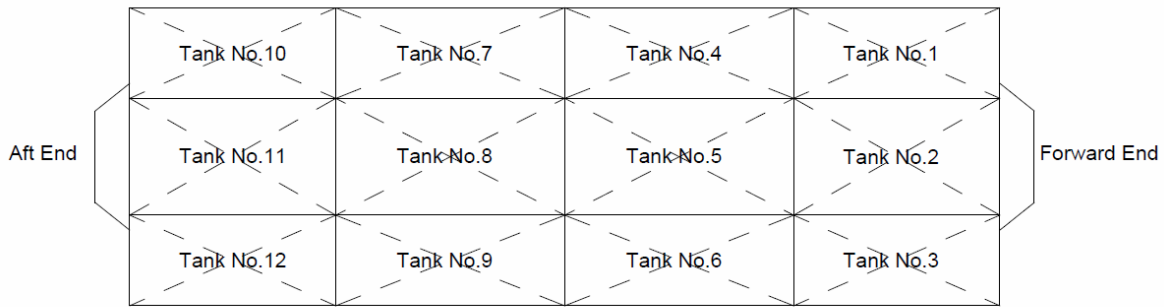 Tank No.10
Tank No.7
Tank No.4
Tank No.1
Aft End
Tank No.11
Tank No.8
Tank No.5
Tank No.2
Forward End
Tank No.12
Tank No.9
Tank No.6
Tank No.3